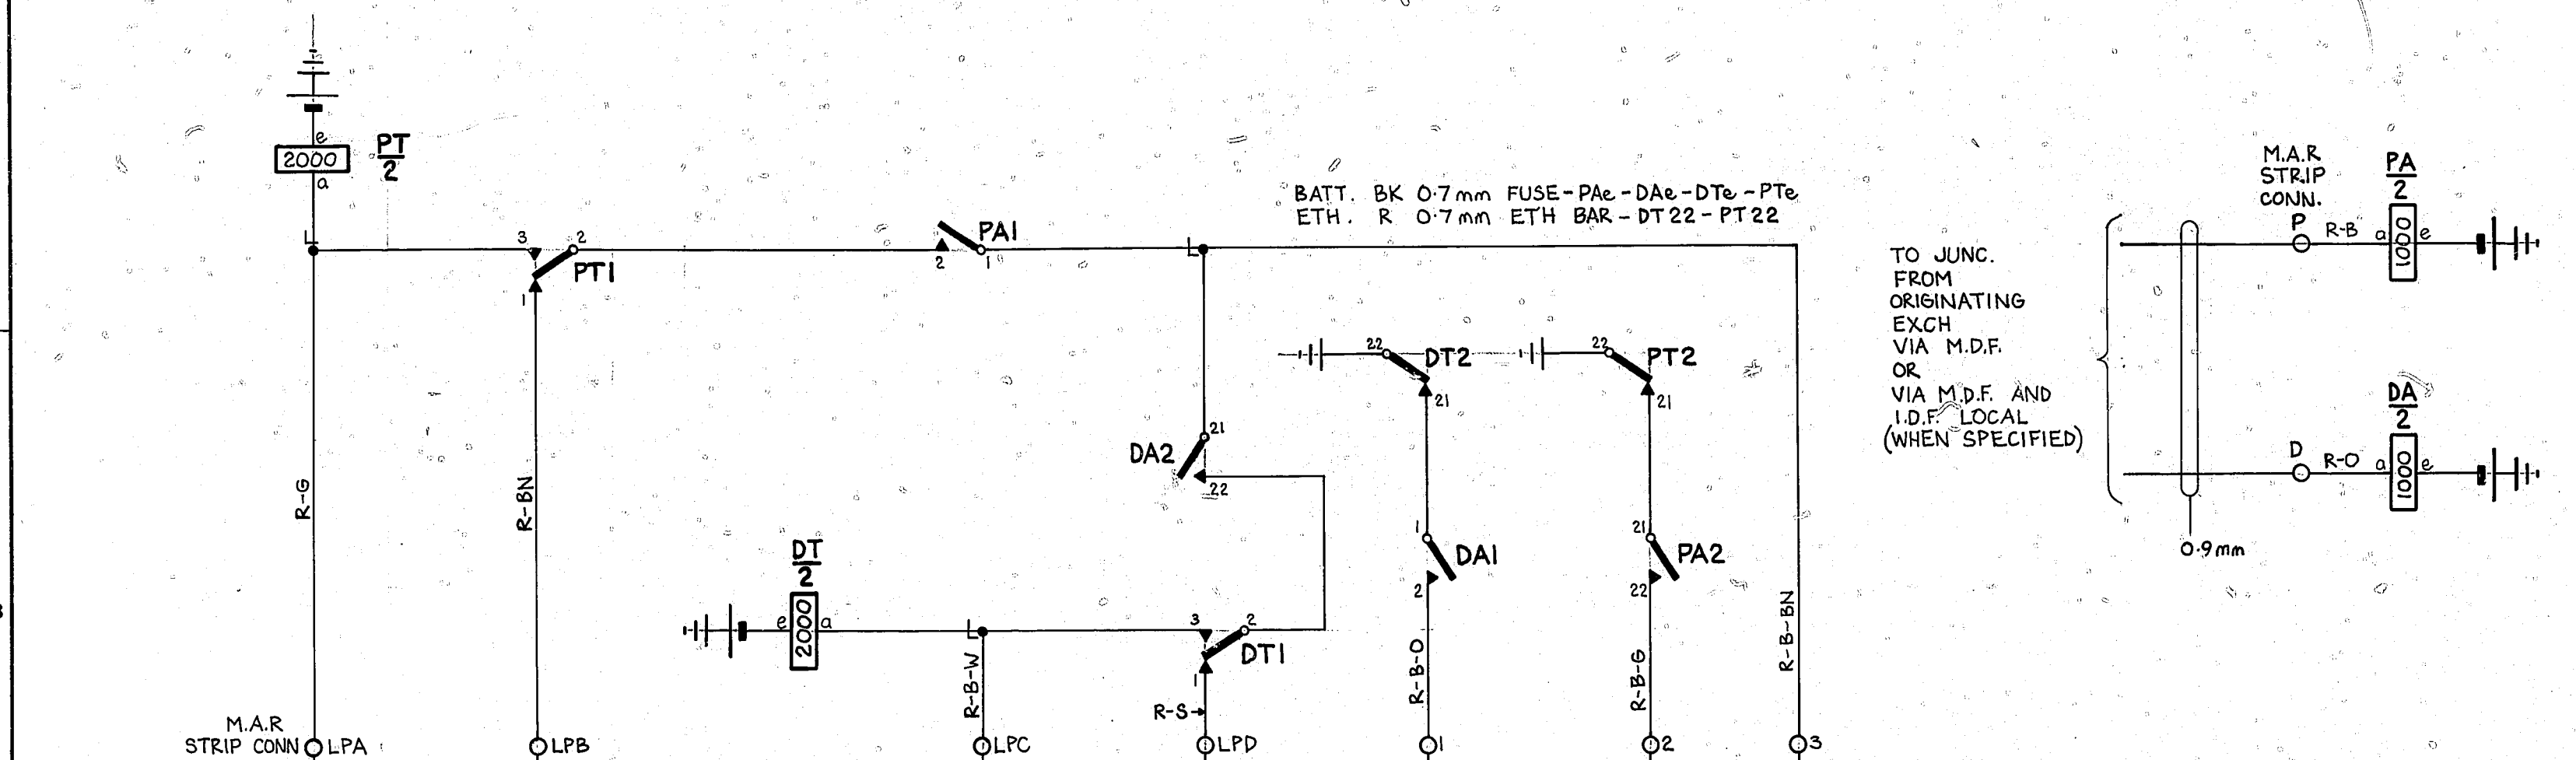 e
2000
a
PT
2
L
3
2
PT1
1
R-G
R-BN
PA1
2
1
L
BATT. BK 0·7mm FUSE-PAe-DAe-DTe-PTe
ETH. R 0·7mm ETH BAR-DT22-PT22
22
DT2
21
22
PT2
21
DA2
21
22
1
DA1
2
21
PA2
22
DT
2
e
2000
a
L
3
2
DT1
1
R-B-W
R-S
R-B-O
R-B-G
R-B-BN
M.A.R
STRIP CONN
LPA
LPB
LPC
LPD
1
2
3
TO JUNC.
FROM
ORIGINATING
EXCH
VIA M.D.F.
OR
VIA M.D.F. AND
I.D.F. LOCAL
(WHEN SPECIFIED)
M.A.R
STRIP
CONN.
P
R-B
a
1000
e
PA
2
D
R-O
a
1000
e
DA
2
0·9mm